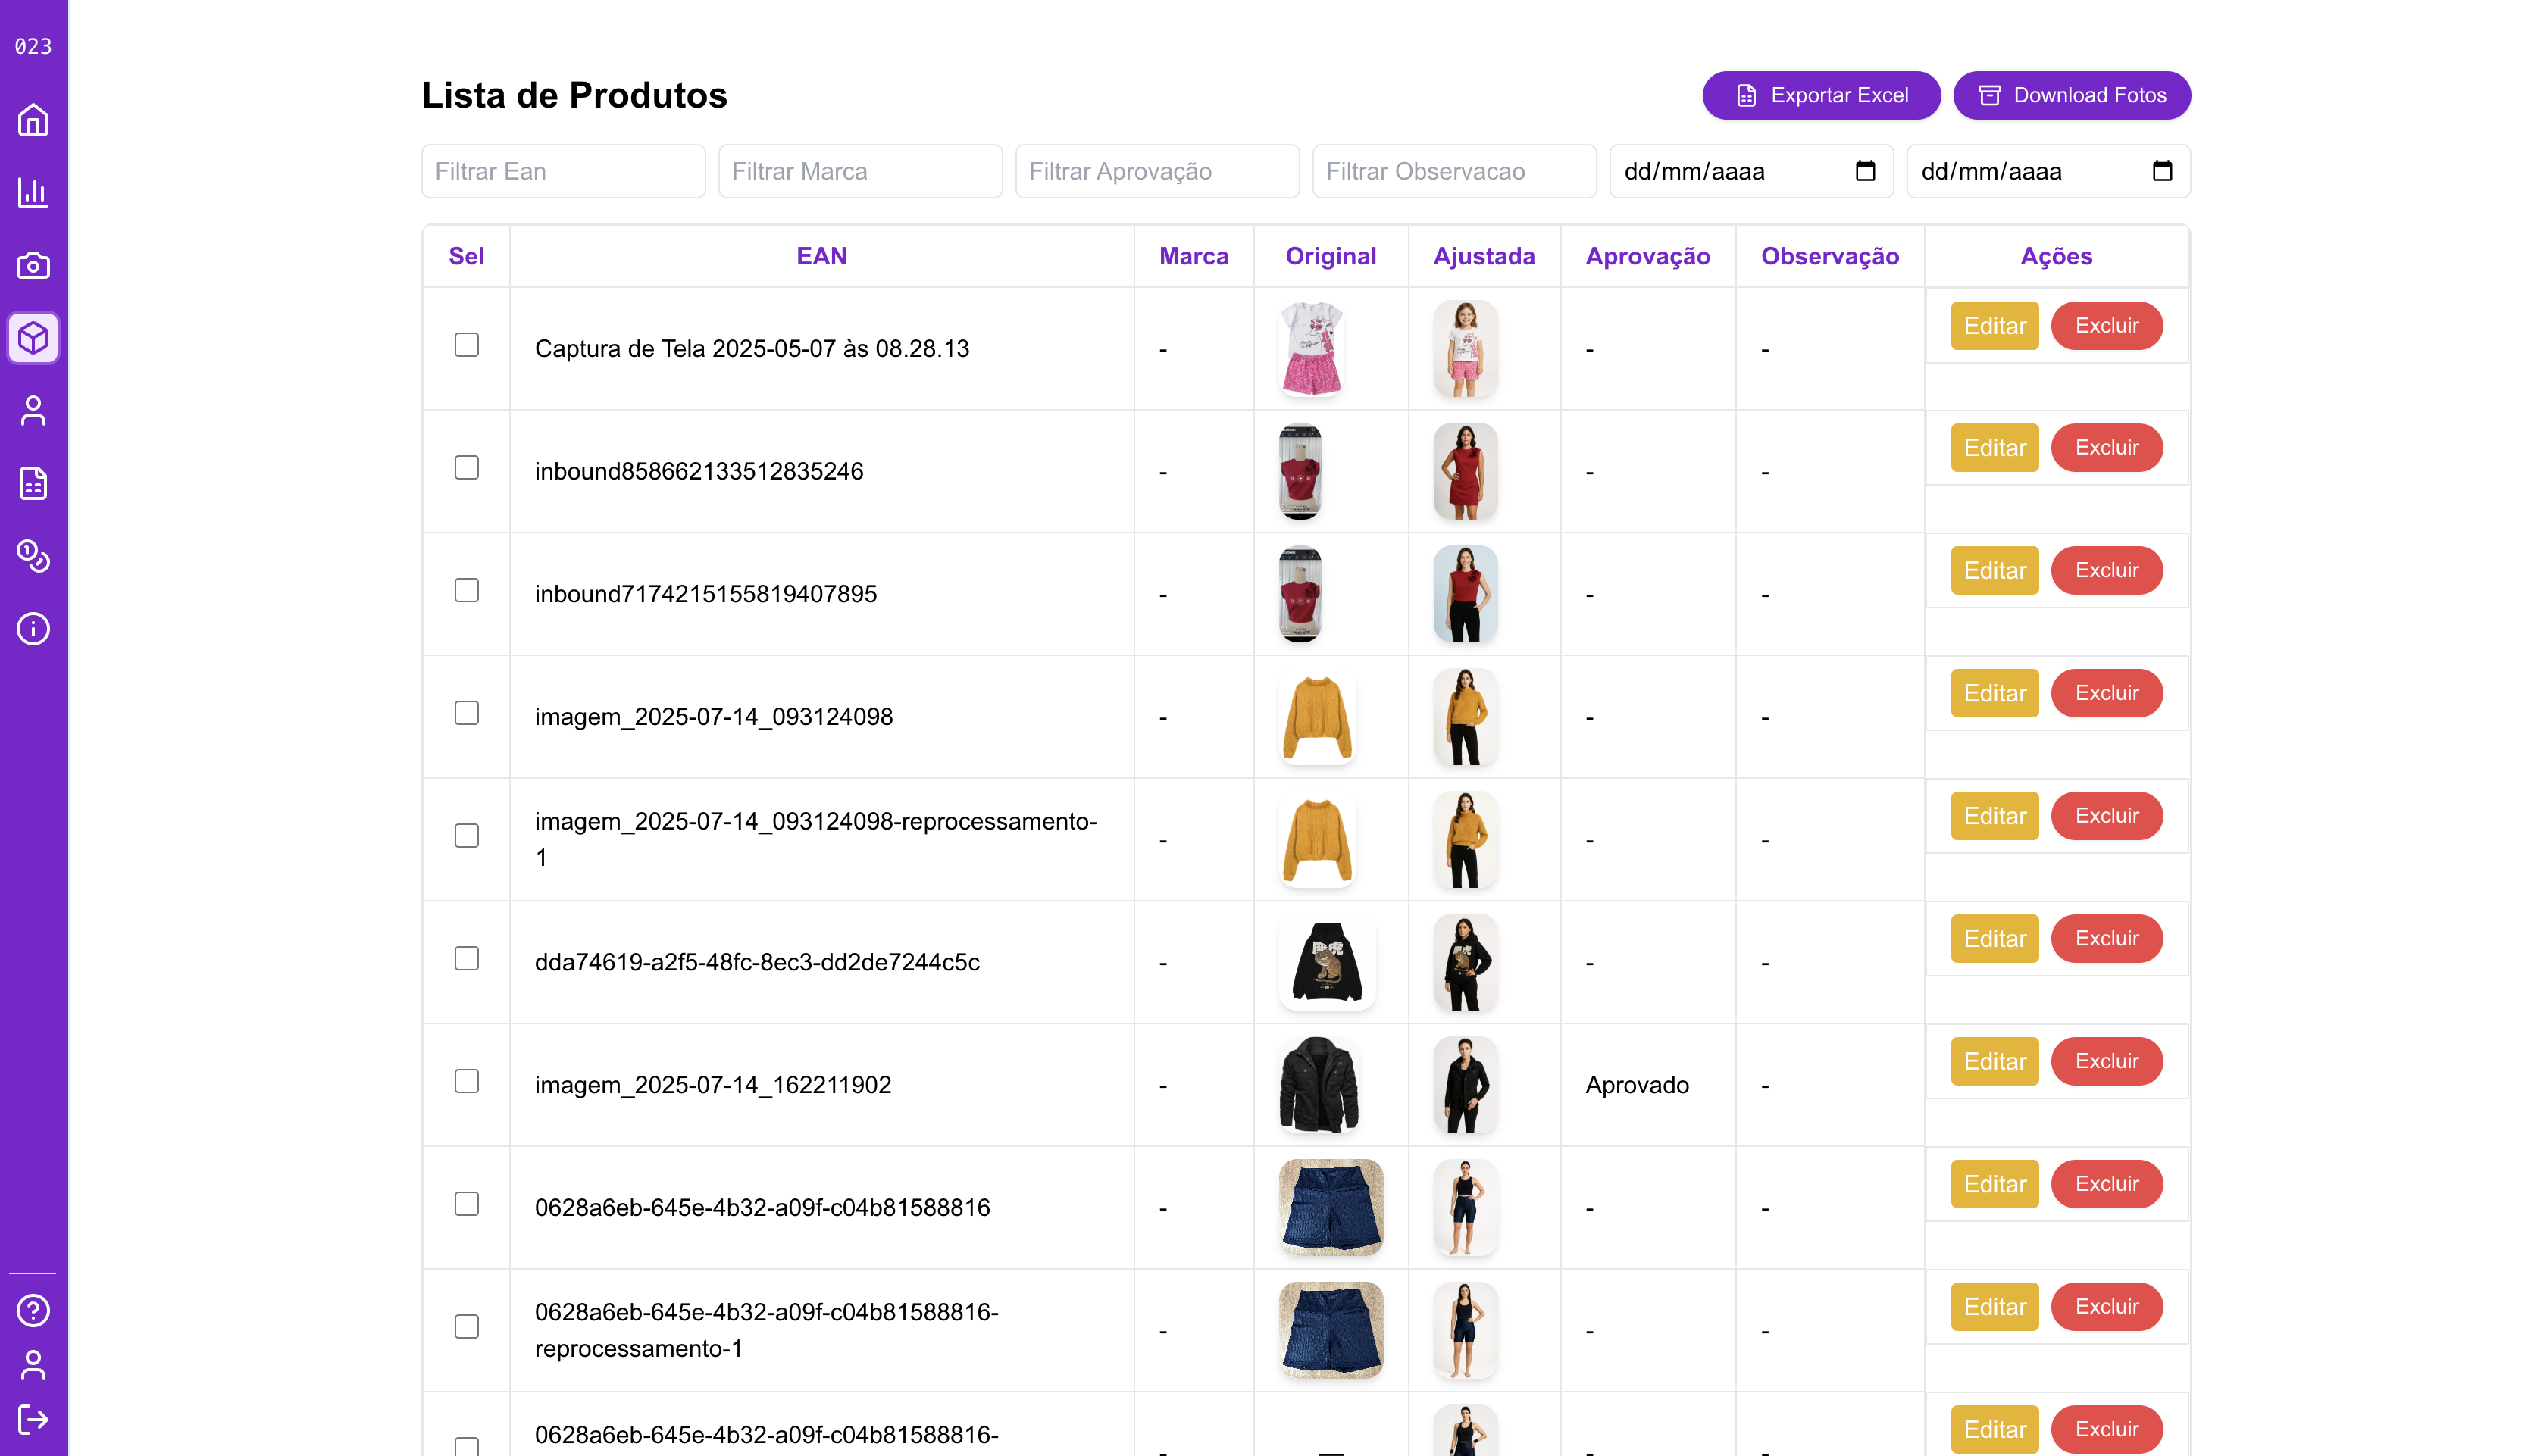 023
Lista de Produtos
Exportar Excel
Download Fotos
Filtrar Ean
Filtrar Marca
Filtrar Aprovação
Filtrar Observacao
dd/mm/aaaa
dd/mm/aaaa
Sel EAN Marca Original Ajustada Aprovação Observação Ações
Captura de Tela 2025-05-07 às 08.28.13 - - - Editar Excluir
inbound858662133512835246 - - - Editar Excluir
inbound7174215155819407895 - - - Editar Excluir
imagem_2025-07-14_093124098 - - - Editar Excluir
imagem_2025-07-14_093124098-reprocessamento-
1 - - - Editar Excluir
dda74619-a2f5-48fc-8ec3-dd2de7244c5c - - - Editar Excluir
imagem_2025-07-14_162211902 - Aprovado - Editar Excluir
0628a6eb-645e-4b32-a09f-c04b81588816 - - - Editar Excluir
0628a6eb-645e-4b32-a09f-c04b81588816-
reprocessamento-1 - - - Editar Excluir
0628a6eb-645e-4b32-a09f-c04b81588816- - - - Editar Excluir